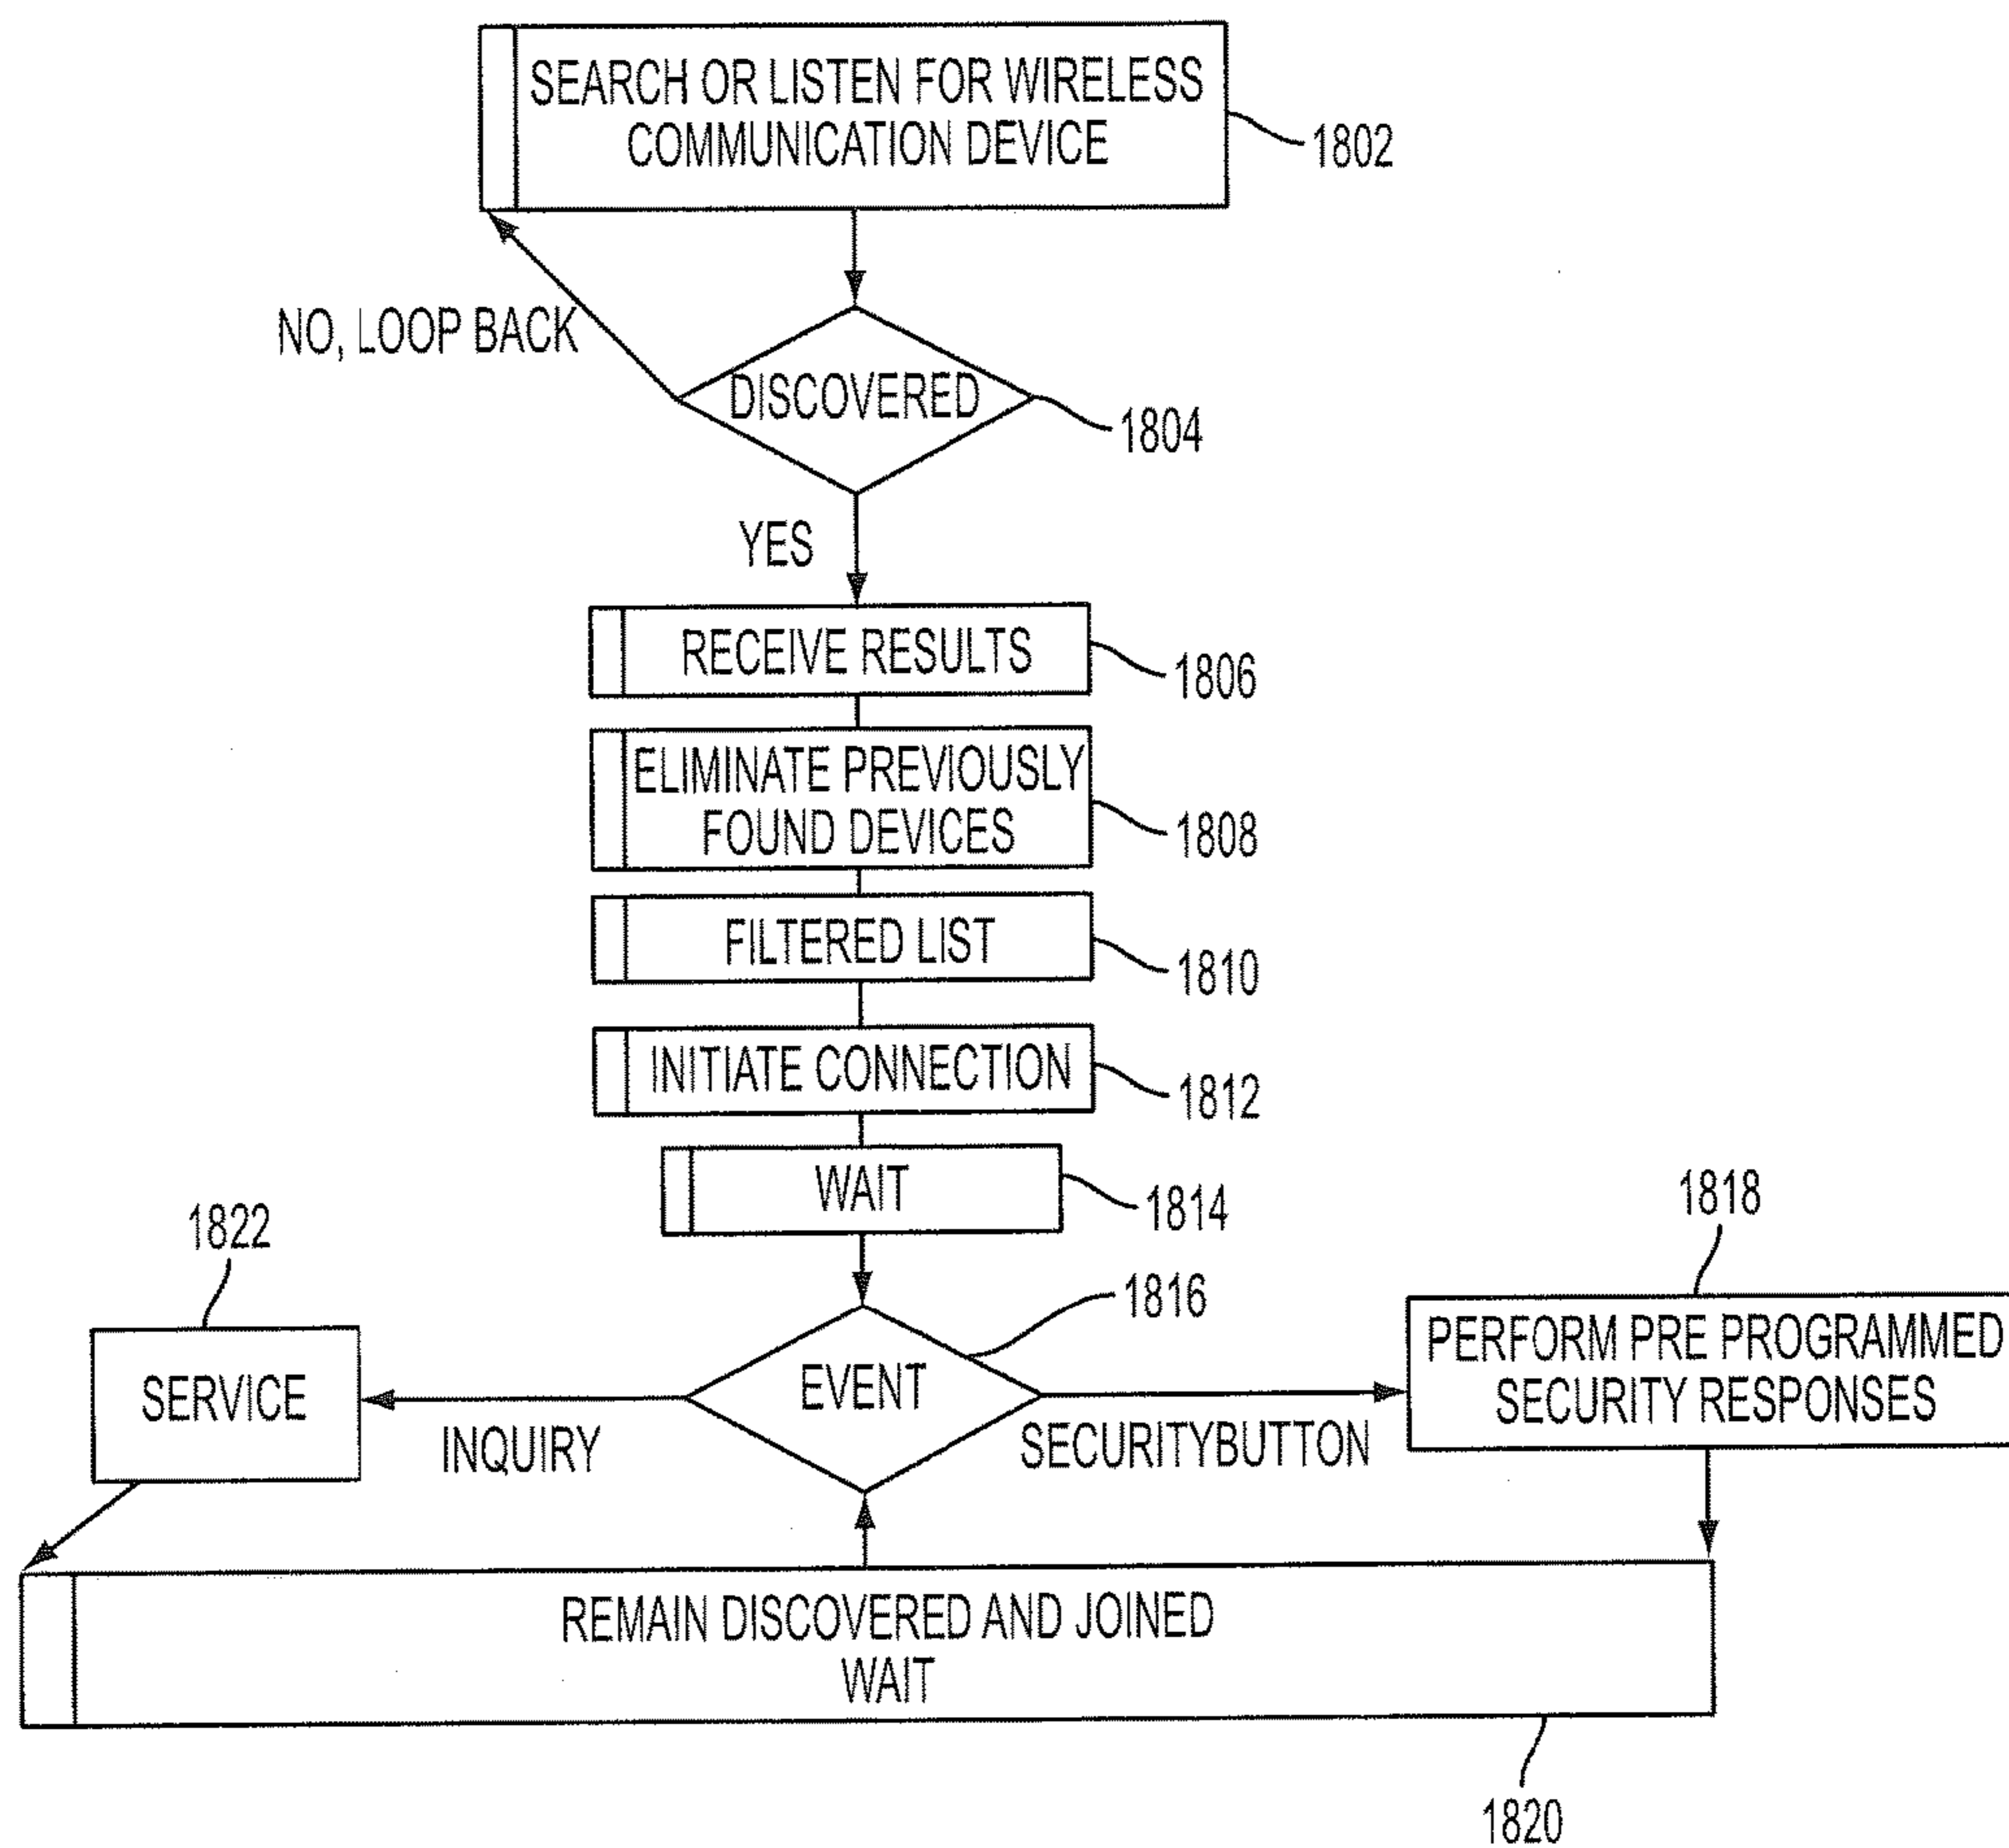 SEARCH OR LISTEN FOR WIRELESS
COMMUNICATION DEVICE
1802
NO, LOOP BACK
DISCOVERED
1804
YES
RECEIVE RESULTS
1806
ELIMINATE PREVIOUSLY
FOUND DEVICES
1808
FILTERED LIST
1810
INITIATE CONNECTION
1812
WAIT
1814
1822
1818
1816
SERVICE
INQUIRY
EVENT
SECURITYBUTTON
PERFORM PRE PROGRAMMED
SECURITY RESPONSES
REMAIN DISCOVERED AND JOINED
WAIT
1820